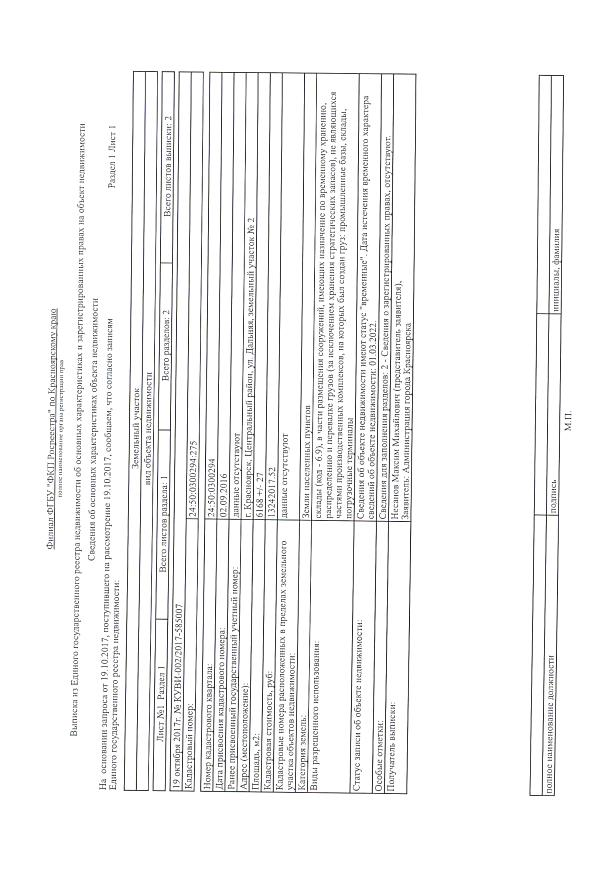 Филиал ФГБУ "ФКП Росреестра" по Красноярскому краю
полное наименование органа регистрации прав
Выписка из Единого государственного реестра недвижимости об основных характеристиках и зарегистрированных правах на объект недвижимости
Сведения об основных характеристиках объекта недвижимости
На основании запроса от 19.10.2017, поступившего на рассмотрение 19.10.2017, сообщаем, что согласно записям
Единого государственного реестра недвижимости:
Раздел 1 Лист 1
Земельный участок
вид объекта недвижимости
Лист №1 Раздел 1 Всего листов раздела: 1 Всего разделов: 2 Всего листов выписки: 2
19 октября 2017г. № КУВИ-002/2017-585007
Кадастровый номер: 24:50:0300294:275
Номер кадастрового квартала: 24:50:0300294
Дата присвоения кадастрового номера: 02.09.2016
Ранее присвоенный государственный учетный номер: данные отсутствуют
Адрес (местоположение): г. Красноярск, Центральный район, ул. Дальняя, земельный участок № 2
Площадь, м2: 6168 +/- 27
Кадастровая стоимость, руб: 13242017.52
Кадастровые номера расположенных в пределах земельного
участка объектов недвижимости: данные отсутствуют
Категория земель: Земли населенных пунктов
Виды разрешенного использования: склады (код - 6.9), в части размещения сооружений, имеющих назначение по временному хранению,
распределению и перевалке грузов (за исключением хранения стратегических запасов), не являющихся
частями производственных комплексов, на которых был создан груз: промышленные базы, склады,
погрузочные терминалы
Статус записи об объекте недвижимости: Сведения об объекте недвижимости имеют статус "временные". Дата истечения временного характера
сведений об объекте недвижимости: 01.03.2022.
Особые отметки: Сведения для заполнения разделов: 2 - Сведения о зарегистрированных правах, отсутствуют.
Получатель выписки: Несанов Максим Михайлович (представитель заявителя),
Заявитель: Администрация города Красноярска
полное наименование должности подпись инициалы, фамилия
М.П.